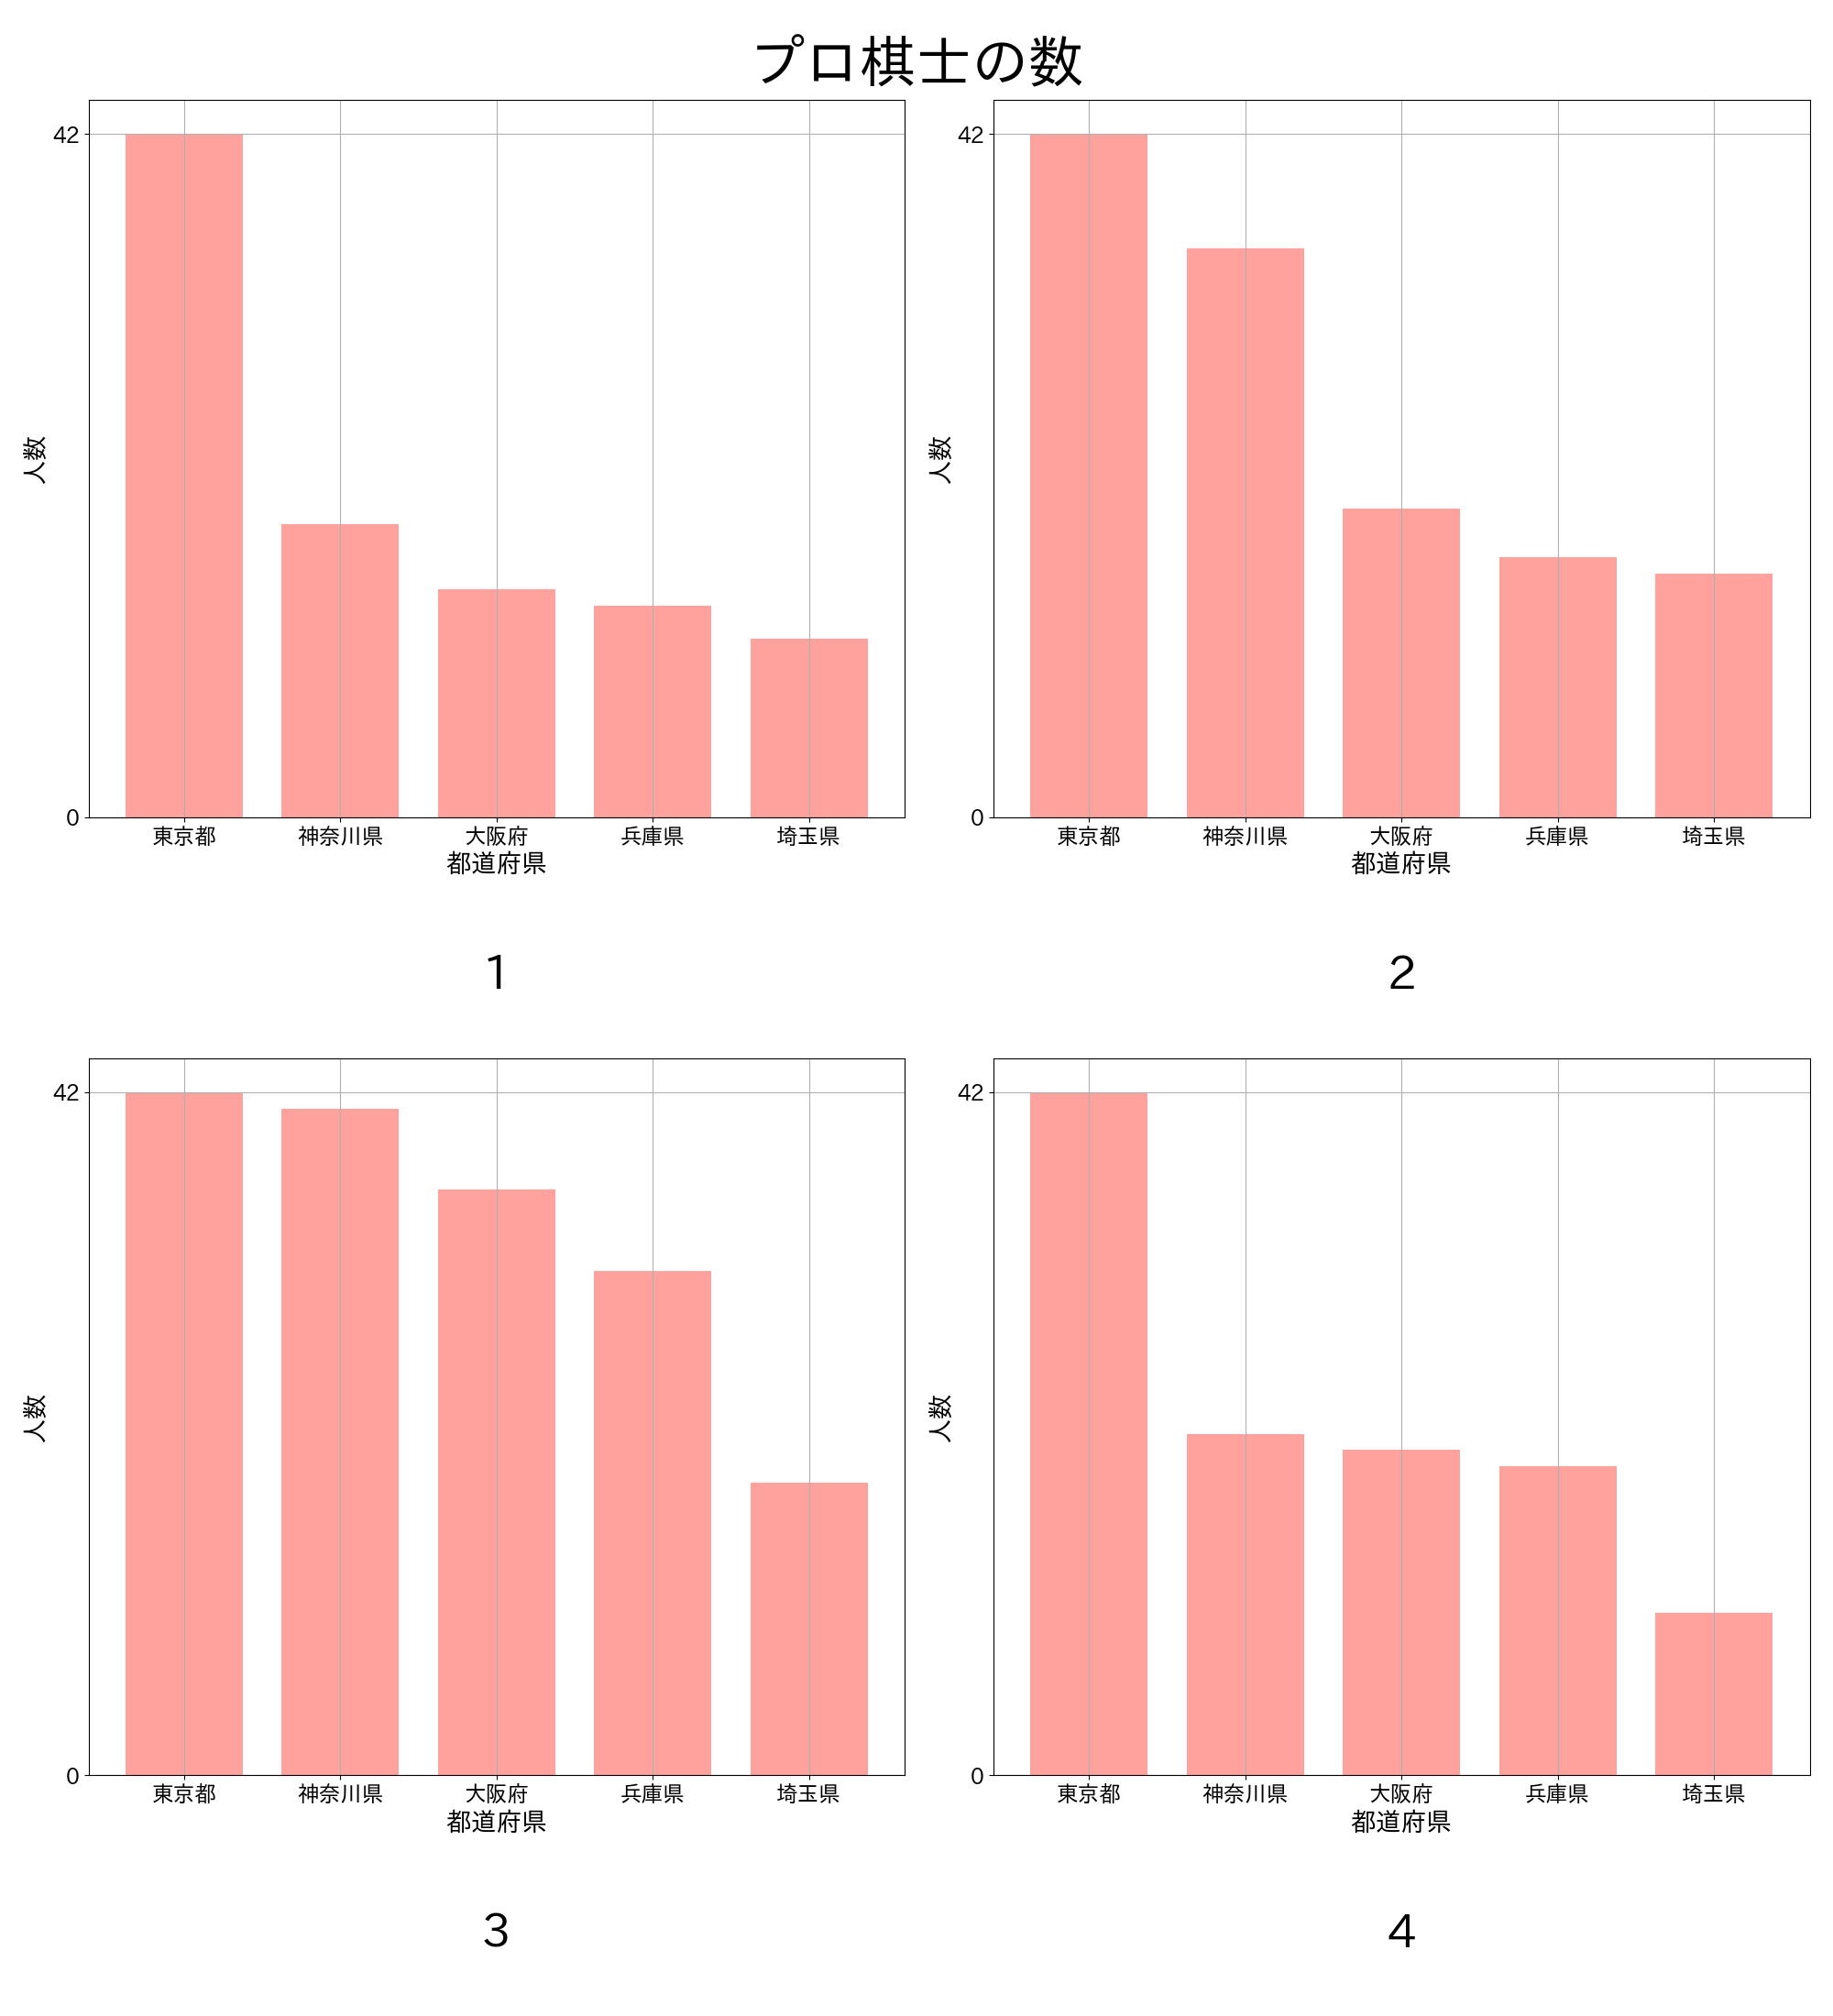 プロ棋士の数
42
0
人数
東京都 神奈川県 大阪府 兵庫県 埼玉県
都道府県
1
42
0
人数
東京都 神奈川県 大阪府 兵庫県 埼玉県
都道府県
2
42
0
人数
東京都 神奈川県 大阪府 兵庫県 埼玉県
都道府県
3
42
0
人数
東京都 神奈川県 大阪府 兵庫県 埼玉県
都道府県
4